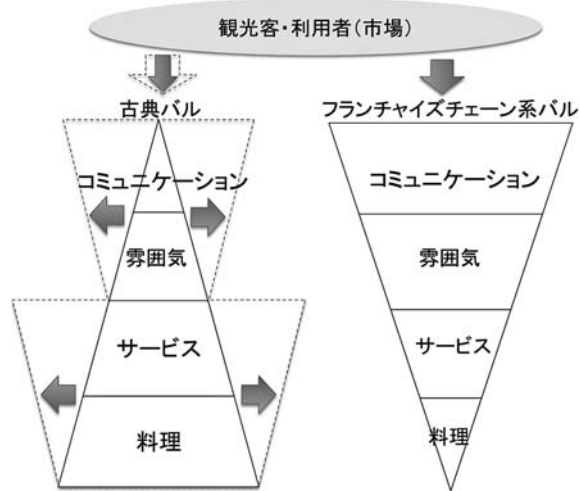 観光客・利用者(市場)
古典バル
フランチャイズチェーン系バル
コミュニケーション
雰囲気
サービス
料理
コミュニケーション
雰囲気
サービス
料理